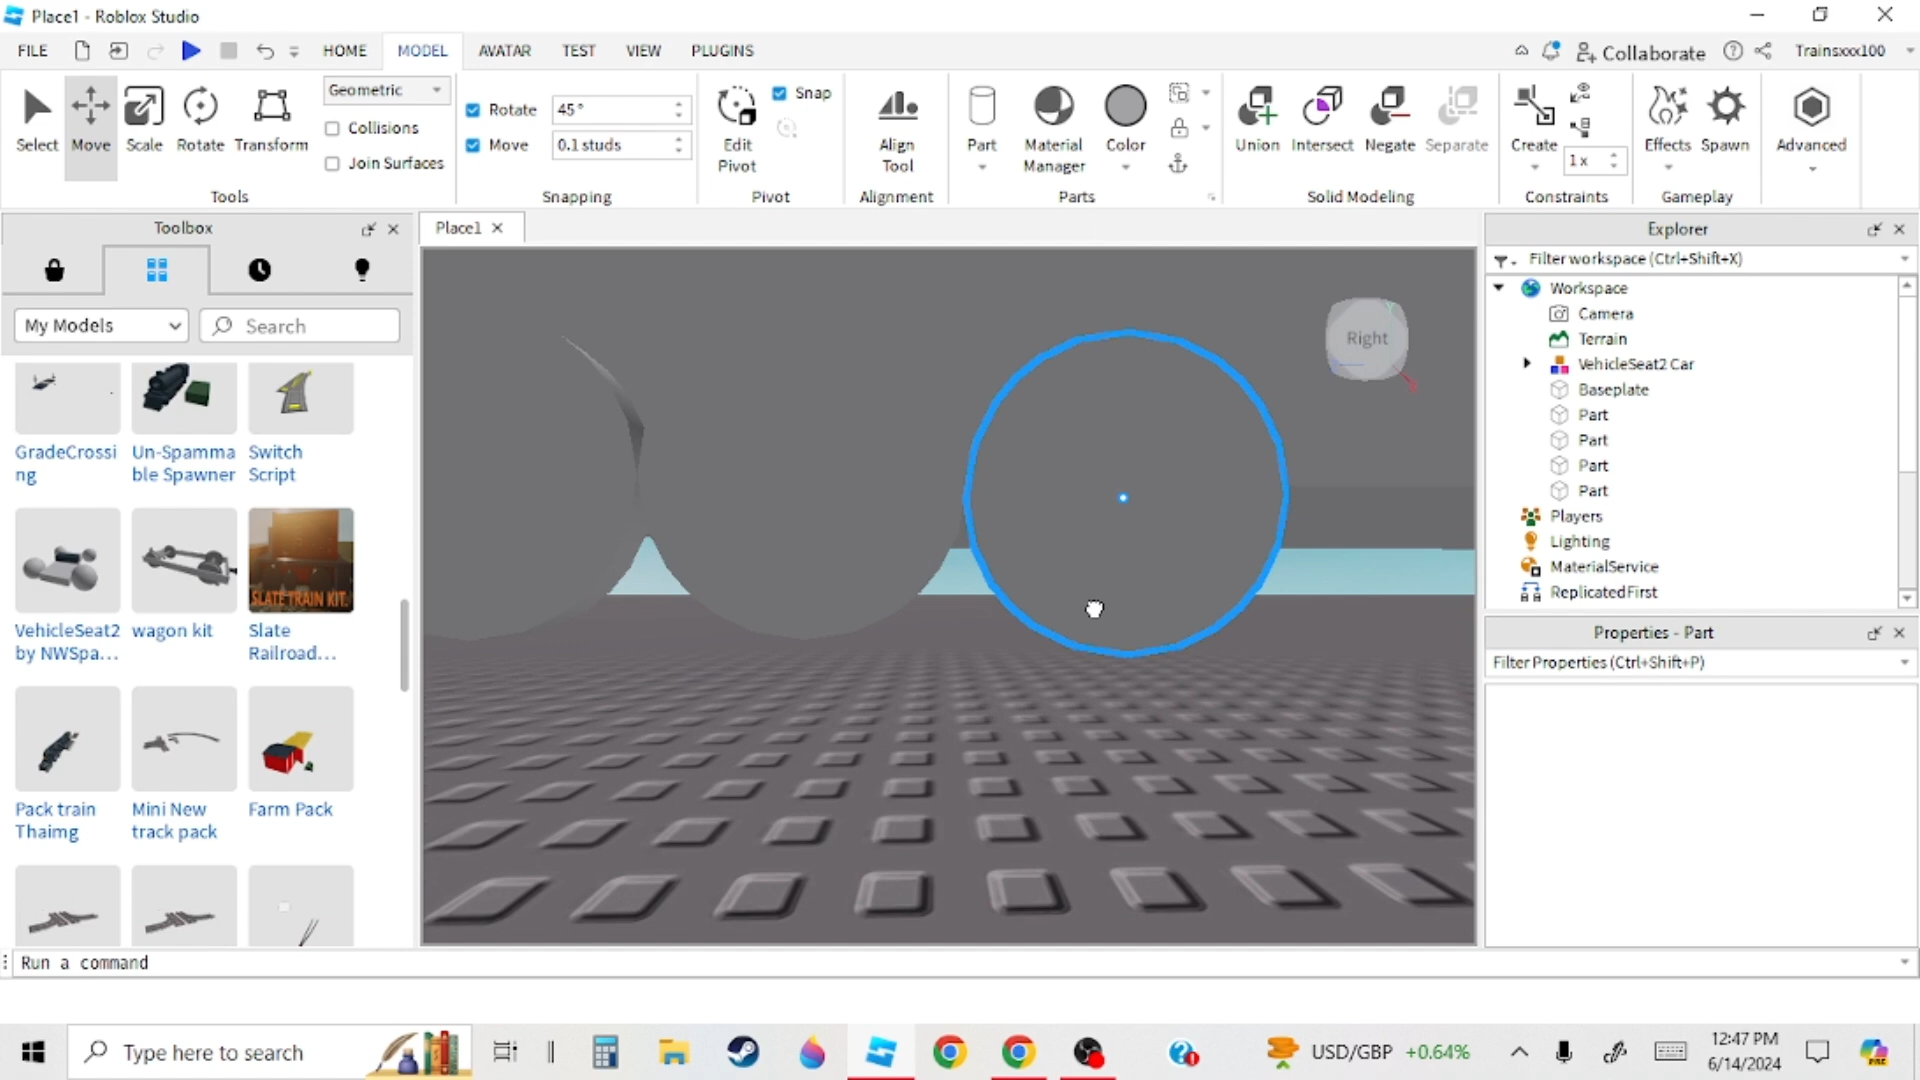 Place1 - Roblox Studio
FILE
HOME
MODEL
AVATAR
TEST
VIEW
PLUGINS
Collaborate
Trainsxxx100
Select
Move
Scale
Rotate
Transform
Geometric
Collisions
Join Surfaces
Tools
Rotate
45°
Move
0.1 studs
Snapping
Edit
Pivot
Snap
Pivot
Align
Tool
Alignment
Part
Material
Manager
Color
Parts
Union
Intersect
Negate
Separate
Solid Modeling
Create
1x
Constraints
Effects
Spawn
Gameplay
Advanced
Toolbox
My Models
Search
GradeCrossi
ng
Un-Spamma
ble Spawner
Switch
Script
VehicleSeat2
by NWSpa...
wagon kit
SLATE TRAIN KIT.
Slate
Railroad...
Pack train
Thaimg
Mini New
track pack
Farm Pack
Place1
Right
Explorer
Filter workspace (Ctrl+Shift+X)
Workspace
Camera
Terrain
VehicleSeat2 Car
Baseplate
Part
Part
Part
Part
Players
Lighting
MaterialService
ReplicatedFirst
Properties - Part
Filter Properties (Ctrl+Shift+P)
Run a command
Type here to search
USD/GBP +0.64%
12:47 PM
6/14/2024